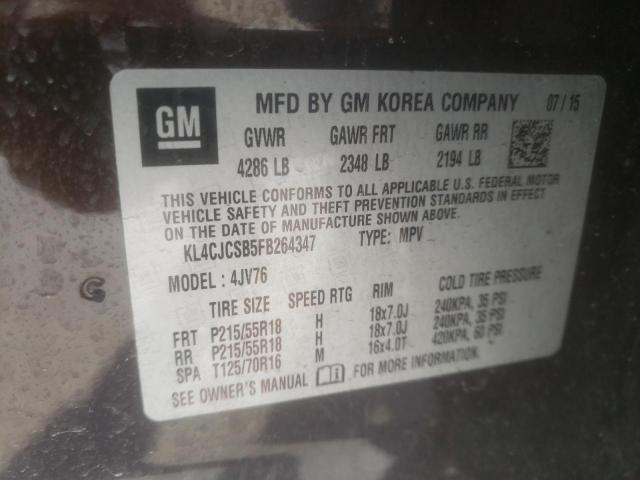 GM
MFD BY GM KOREA COMPANY 07/15
GVWR GAWR FRT GAWR RR
4286 LB 2348 LB 2194 LB
THIS VEHICLE CONFORMS TO ALL APPLICABLE U.S. FEDERAL MOTOR
VEHICLE SAFETY AND THEFT PREVENTION STANDARDS IN EFFECT
ON THE DATE OF MANUFACTURE SHOWN ABOVE.
KL4CJCSB5FB264347 TYPE: MPV
MODEL: 4JV76
TIRE SIZE SPEED RTG RIM COLD TIRE PRESSURE
FRT P215/55R18 H 18x7.0J 240KPA, 35 PSI
RR P215/55R18 H 18x7.0J 240KPA, 35 PSI
SPA T125/70R16 M 16x4.0T 420KPA, 60 PSI
SEE OWNER'S MANUAL FOR MORE INFORMATION.